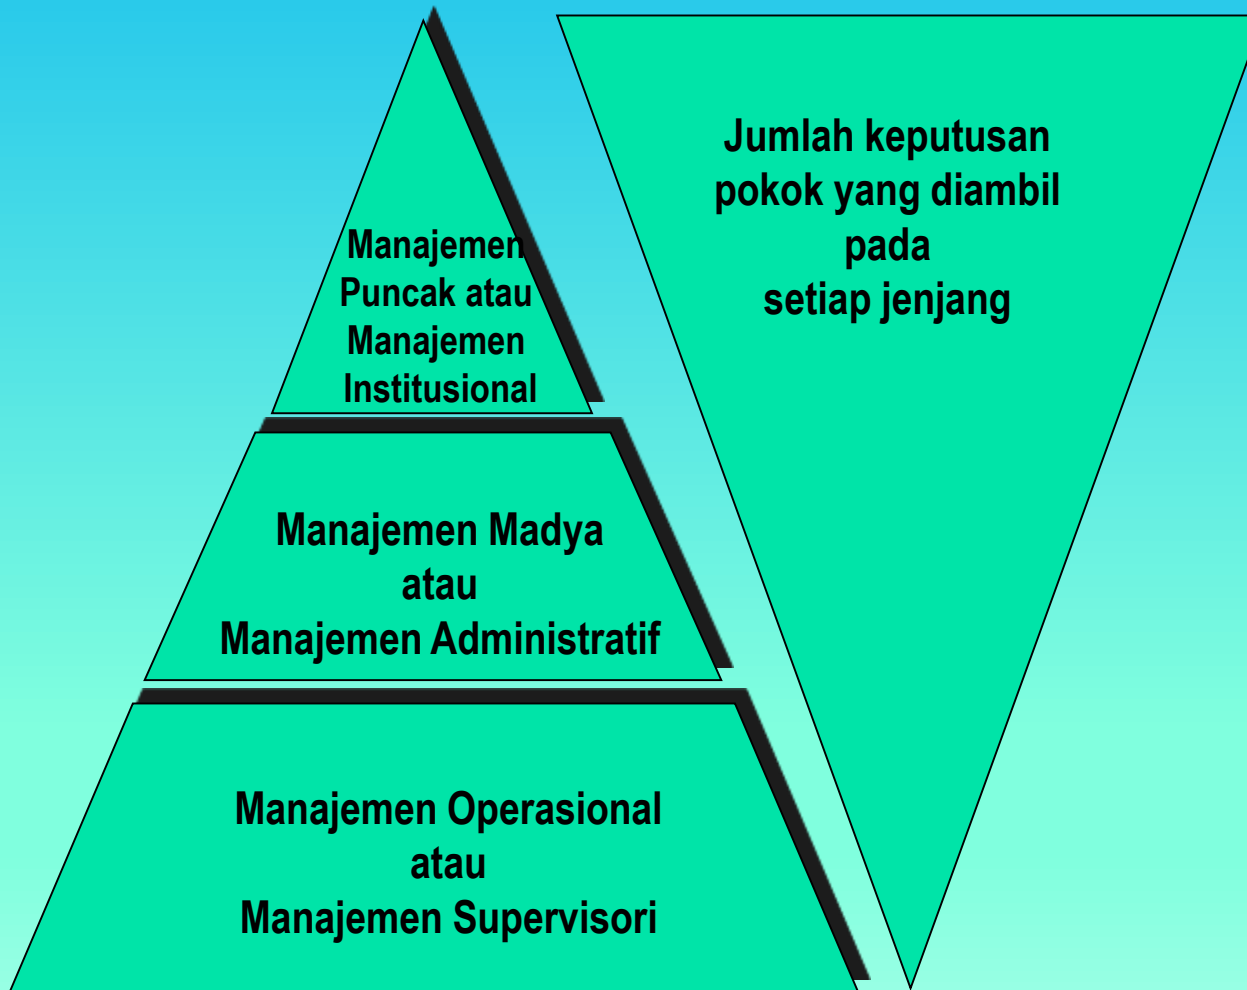 Manajemen
Puncak atau
Manajemen
Institusional
Jumlah keputusan
pokok yang diambil
pada
setiap jenjang
Manajemen Madya
atau
Manajemen Administratif
Manajemen Operasional
atau
Manajemen Supervisori